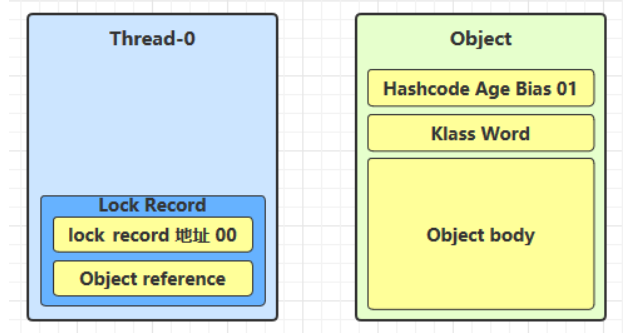 Thread-0
Lock Record
lock record 地址 00
Object reference
Object
Hashcode Age Bias 01
Klass Word
Object body